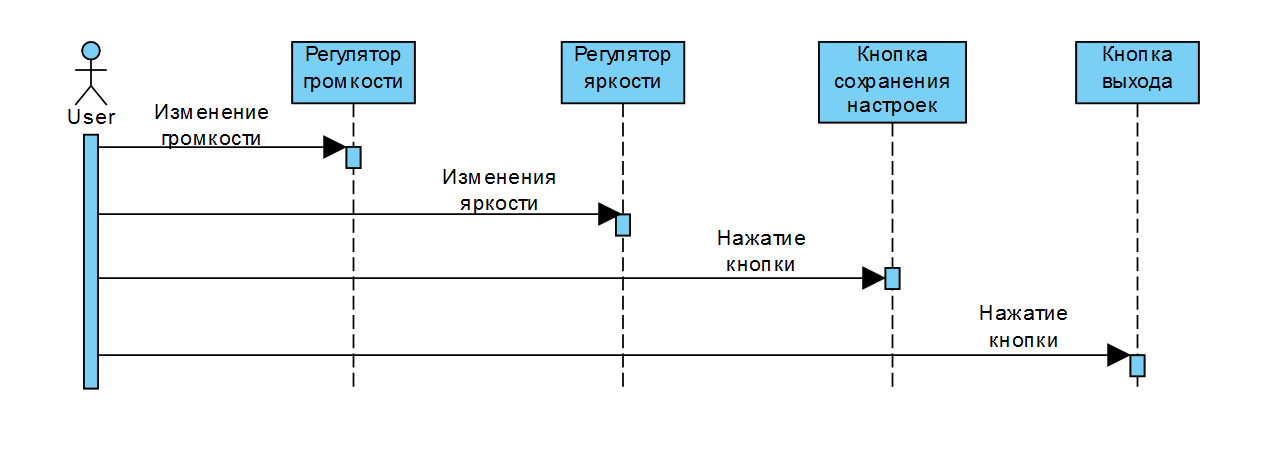 User
Регулятор
громкости
Регулятор
яркости
Кнопка
сохранения
настроек
Кнопка
выхода
Изменение
громкости
Изменения
яркости
Нажатие
кнопки
Нажатие
кнопки